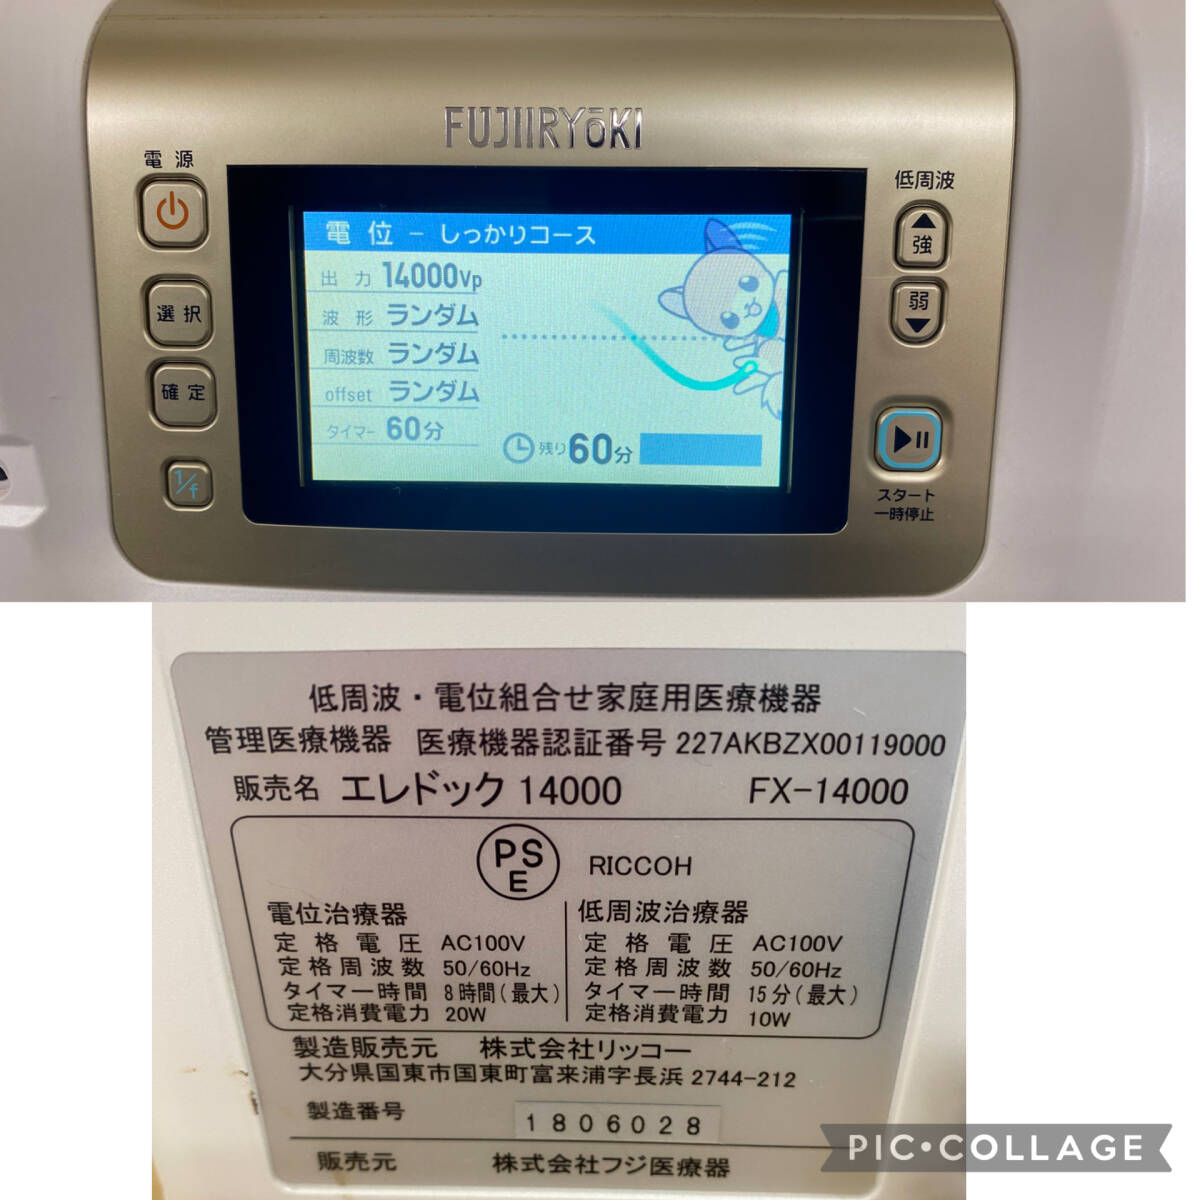 FUJIIRYōKI
電源
低周波
強
弱
選択
確定
1/f
スタート
一時停止
電位 - しっかりコース
出力 14000Vp
波形 ランダム
周波数 ランダム
offset ランダム
タイマー 60分
残り60分
低周波・電位組合せ家庭用医療機器
管理医療機器 医療機器認証番号 227AKBZX00119000
販売名 エレドック 14000 FX-14000
PSE RICCOH
電位治療器
定格電圧 AC100V
定格周波数 50/60Hz
タイマー時間 8時間(最大)
定格消費電力 20W
低周波治療器
定格電圧 AC100V
定格周波数 50/60Hz
タイマー時間 15分(最大)
定格消費電力 10W
製造販売元 株式会社リッコー
大分県国東市国東町富来浦字長浜 2744-212
製造番号 1806028
販売元 株式会社フジ医療器
PIC•COLLAGE